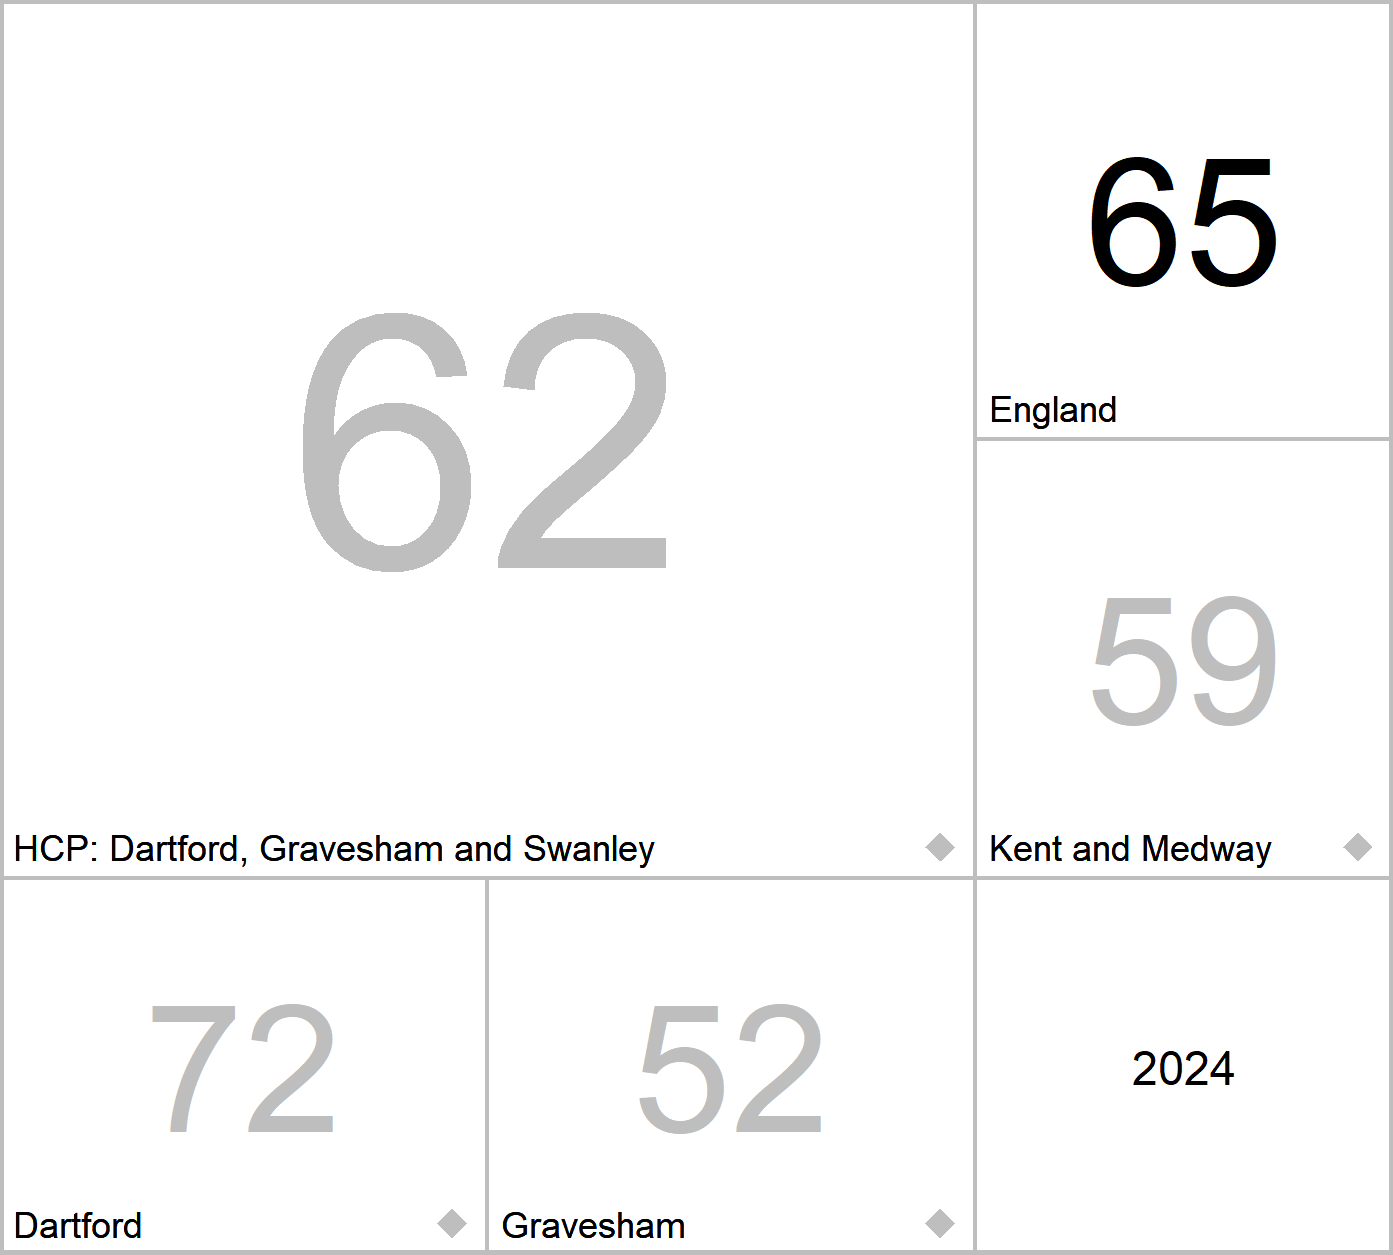 62
HCP: Dartford, Gravesham and Swanley
65
England
59
Kent and Medway
72
Dartford
52
Gravesham
2024